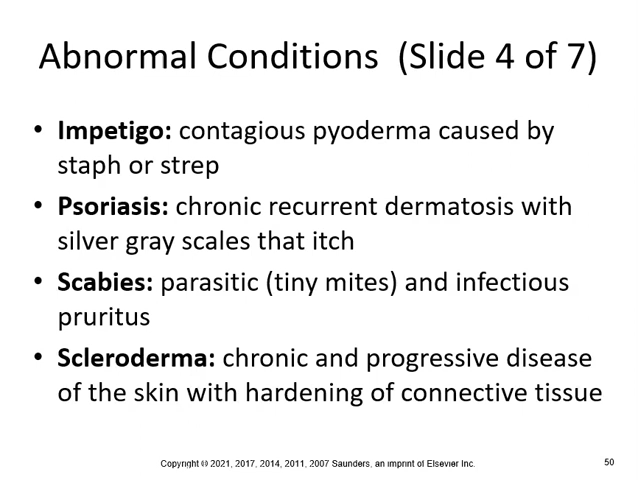 Abnormal Conditions  (Slide 4 of 7)
• Impetigo: contagious pyoderma caused by
staph or strep
• Psoriasis: chronic recurrent dermatosis with
silver gray scales that itch
• Scabies: parasitic (tiny mites) and infectious
pruritus
• Scleroderma: chronic and progressive disease
of the skin with hardening of connective tissue
Copyright © 2021, 2017, 2014, 2011, 2007 Saunders, an imprint of Elsevier Inc.
50